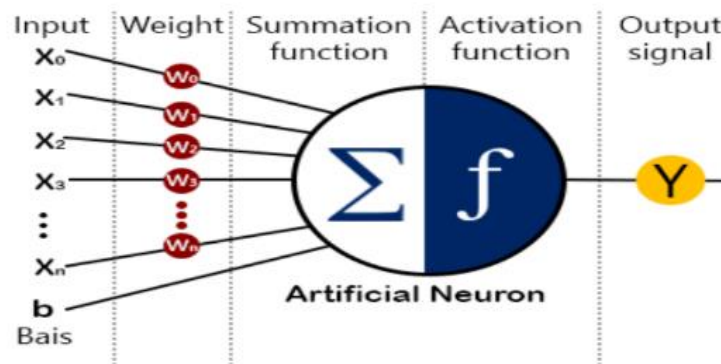 Input Weight Summation function Activation function Output signal
X₀ W₀
X₁ W₁
X₂ W₂
X₃ W₃
Σ f Y
Xₙ Wₙ
b
Bais
Artificial Neuron